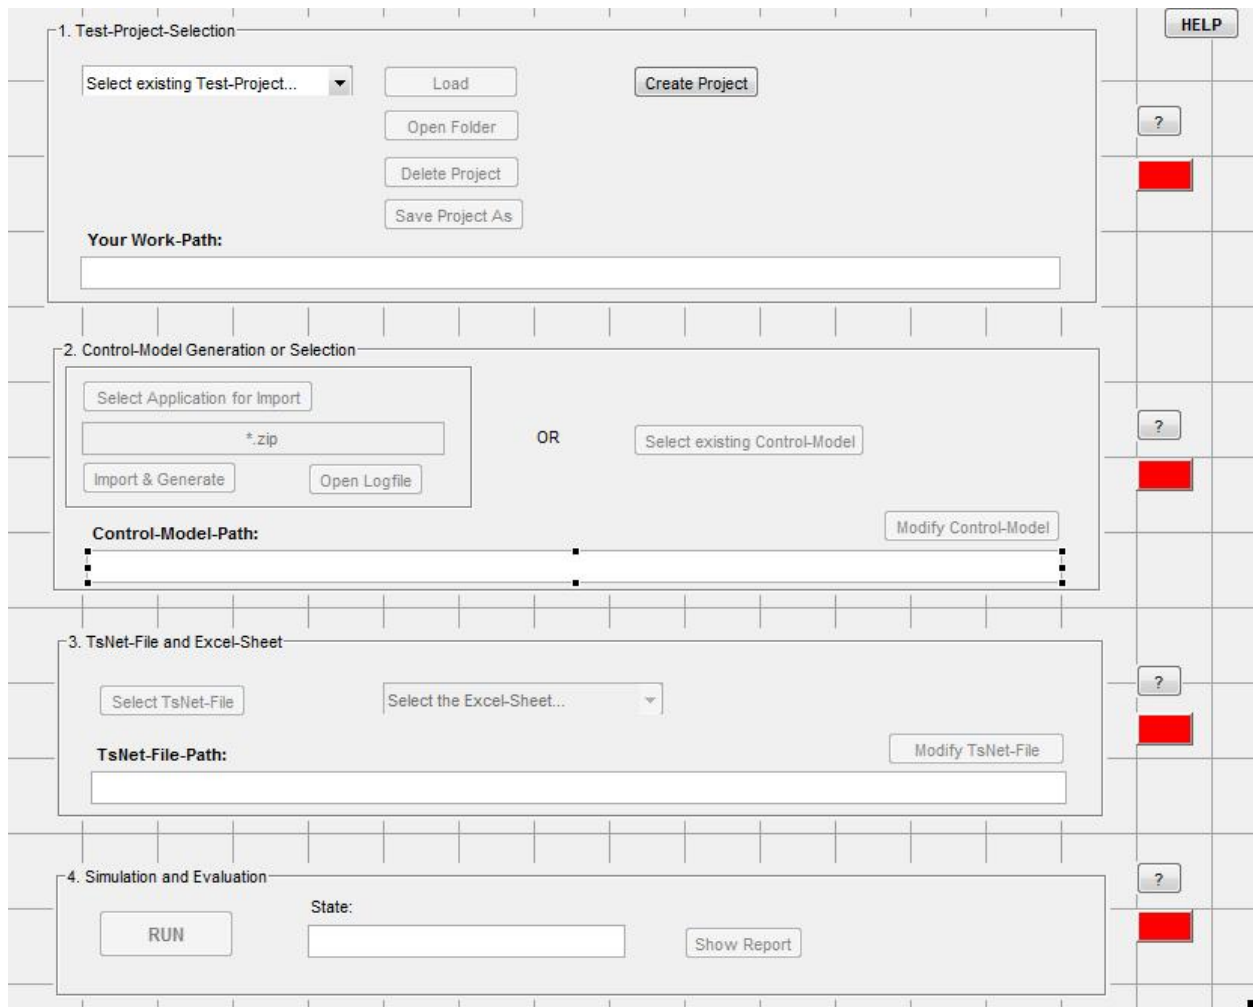 HELP
1. Test-Project-Selection
Select existing Test-Project...
Load
Create Project
Open Folder
?
Delete Project
Save Project As
Your Work-Path:
2. Control-Model Generation or Selection
Select Application for Import
*.zip
OR
Select existing Control-Model
?
Import & Generate
Open Logfile
Control-Model-Path:
Modify Control-Model
3. TsNet-File and Excel-Sheet
Select TsNet-File
Select the Excel-Sheet...
?
TsNet-File-Path:
Modify TsNet-File
4. Simulation and Evaluation
?
RUN
State:
Show Report